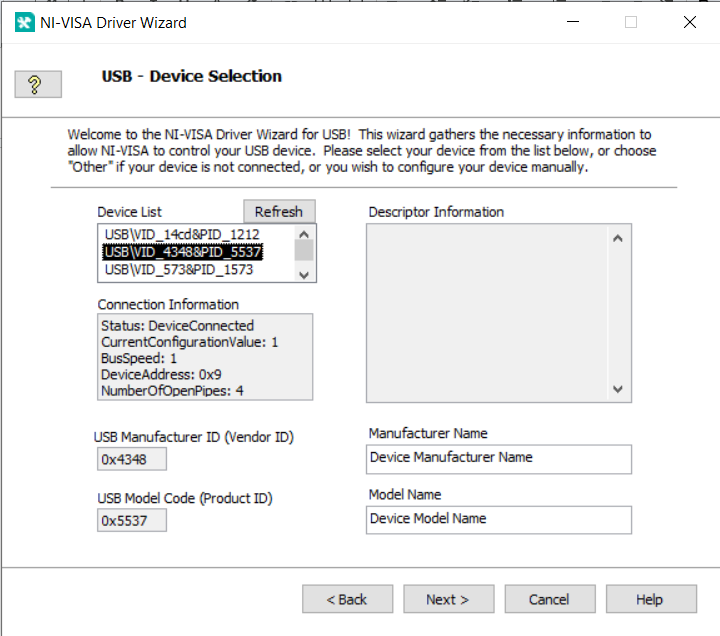 NI-VISA Driver Wizard
?
USB - Device Selection
Welcome to the NI-VISA Driver Wizard for USB! This wizard gathers the necessary information to
allow NI-VISA to control your USB device. Please select your device from the list below, or choose
"Other" if your device is not connected, or you wish to configure your device manually.
Device List
Refresh
USB\VID_14cd&PID_1212
USB\VID_4348&PID_5537
USB\VID_573&PID_1573
Connection Information
Status: DeviceConnected
CurrentConfigurationValue: 1
BusSpeed: 1
DeviceAddress: 0x9
NumberOfOpenPipes: 4
USB Manufacturer ID (Vendor ID)
0x4348
USB Model Code (Product ID)
0x5537
Descriptor Information
Manufacturer Name
Device Manufacturer Name
Model Name
Device Model Name
< Back
Next >
Cancel
Help